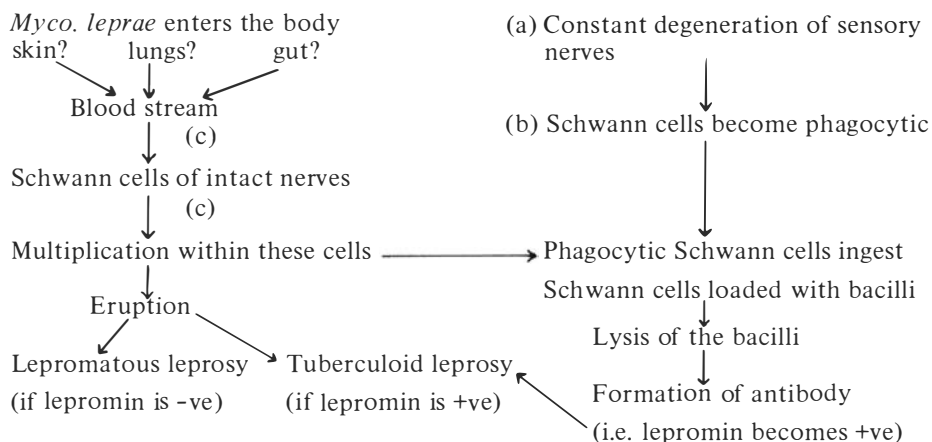 Myco. leprae enters the body
skin? lungs? gut?
Blood stream
(c)
Schwann cells of intact nerves
(c)
Multiplication within these cells
Eruption
Lepromatous leprosy
(if lepromin is –ve)
Tuberculoid leprosy
(if lepromin is +ve)
(a) Constant degeneration of sensory
nerves
(b) Schwann cells become phagocytic
Phagocytic Schwann cells ingest
Schwann cells loaded with bacilli
Lysis of the bacilli
Formation of antibody
(i.e. lepromin becomes +ve)